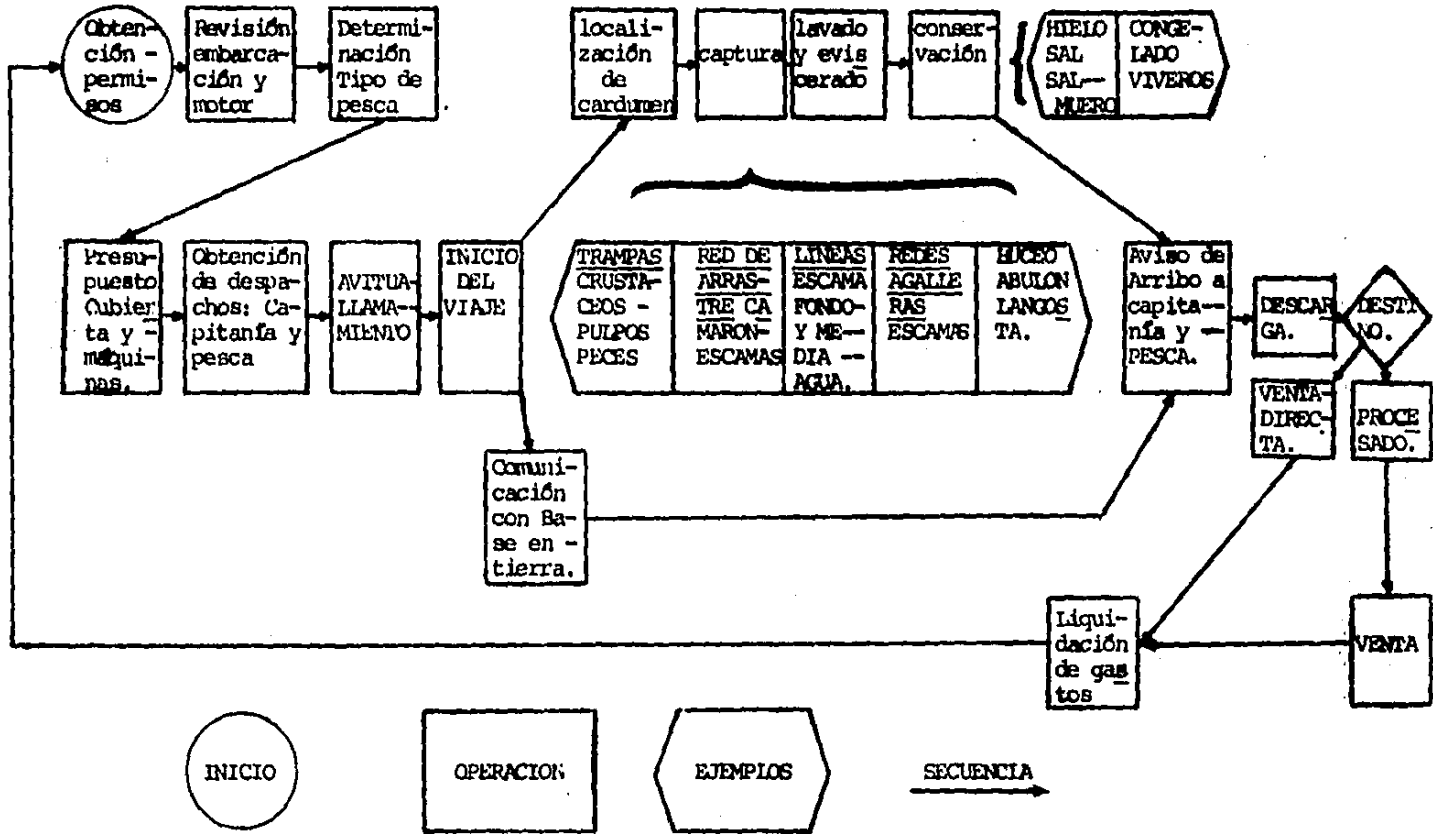 Obten-
ción -
permi-
sos
Revisión
embarca-
ción y
motor
Determi-
nación
Tipo de
pesca
locali-
zación
de
cardumen
captura
lavado
y evis
cerado
conser-
vación
HIELO
SAL
SAL--
MUERO
CONGE-
LADO
VIVEROS
Presu-
puesto
Cubier
ta y -
máqui-
nas.
Obtención
de despa-
chos: Ca-
pitanía y
pesca
AVITUA-
LLAMA-
MIENTO
INICIO
DEL
VIAJE
TRAMPAS
CRUSTA-
CEOS -
PULPOS
PECES
RED DE
ARRAS-
TRE CA
MARON-
ESCAMAS
LINEAS
ESCAMA
FONDO-
Y ME-
DIA --
AGUA.
REDES
AGALLE
RAS
ESCAMAS
BUCEO
ABULON
LANGOS
TA.
Aviso de
Arribo a
capita--
nía y --
PESCA.
DESCAR
GA.
DESTI
NO.
VENTA-
DIREC-
TA.
PROCE
SADO.
Comuni-
cación
con Ba-
se en -
tierra.
Liqui-
dación
de gas
tos
VENTA
INICIO
OPERACION
EJEMPLOS
SECUENCIA